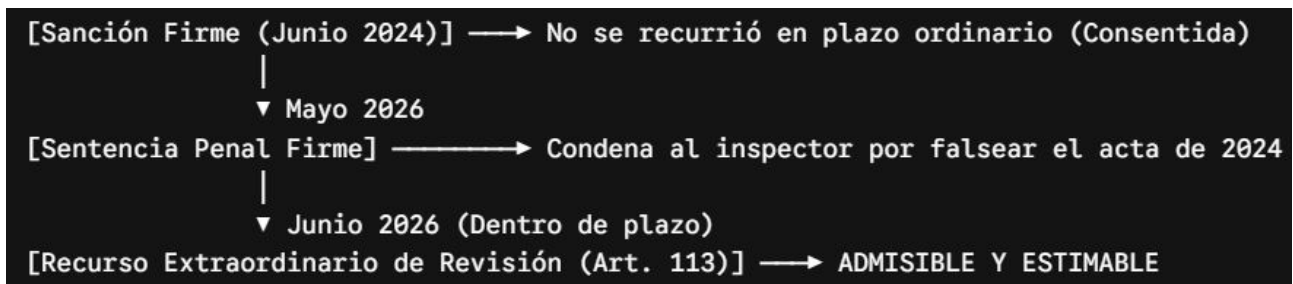 [Sanción Firme (Junio 2024)] ───► No se recurrió en plazo ordinario (Consentida)
│
▼ Mayo 2026
[Sentencia Penal Firme] ────────► Condena al inspector por falsear el acta de 2024
│
▼ Junio 2026 (Dentro de plazo)
[Recurso Extraordinario de Revisión (Art. 113)] ───► ADMISIBLE Y ESTIMABLE